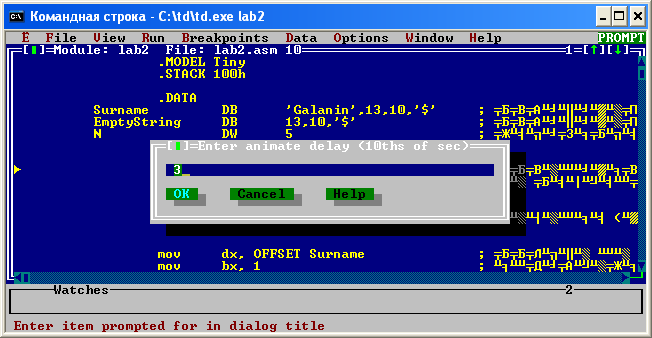 Командная строка - C:\td\td.exe lab2
File View Run Breakpoints Data Options Window Help PROMPT
Module: lab2 File: lab2.asm 10 1
.MODEL Tiny
.STACK 100h
.DATA
Surname DB 'Galanin',13,10,'$' ;
EmptyString DB 13,10,'$' ;
N DW 5 ;
Enter animate delay (10ths of sec)
3_
OK Cancel Help
mov dx, OFFSET Surname ;
mov bx, 1 ;
Watches 2
Enter item prompted for in dialog title